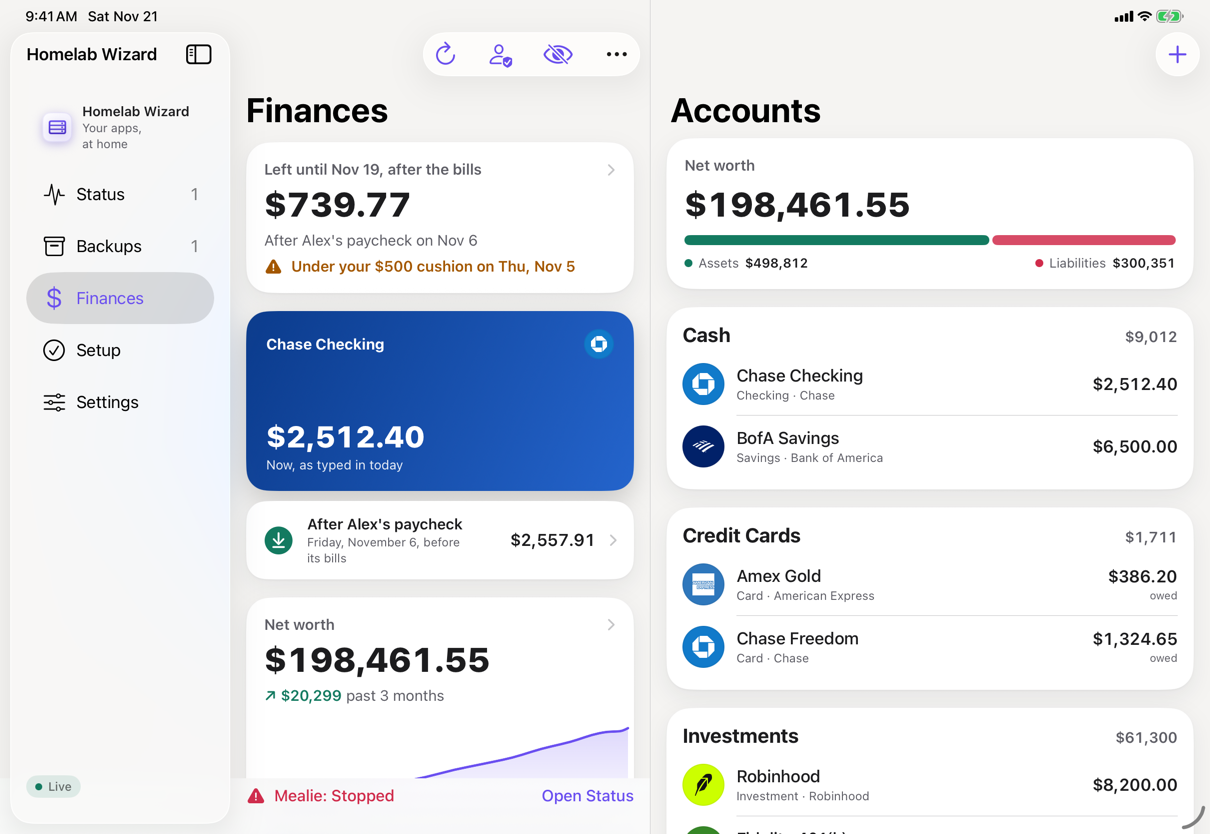 9:41 AM Sat Nov 21
Homelab Wizard
Homelab Wizard
Your apps,
at home
Status 1
Backups 1
Finances
Setup
Settings
Live
Finances
Left until Nov 19, after the bills
$739.77
After Alex's paycheck on Nov 6
Under your $500 cushion on Thu, Nov 5
Chase Checking
$2,512.40
Now, as typed in today
After Alex's paycheck
Friday, November 6, before
its bills
$2,557.91
Net worth
$198,461.55
$20,299 past 3 months
Mealie: Stopped
Open Status
Accounts
Net worth
$198,461.55
Assets $498,812
Liabilities $300,351
Cash $9,012
Chase Checking
Checking · Chase
$2,512.40
BofA Savings
Savings · Bank of America
$6,500.00
Credit Cards $1,711
Amex Gold
Card · American Express
$386.20
owed
Chase Freedom
Card · Chase
$1,324.65
owed
Investments $61,300
Robinhood
Investment · Robinhood
$8,200.00